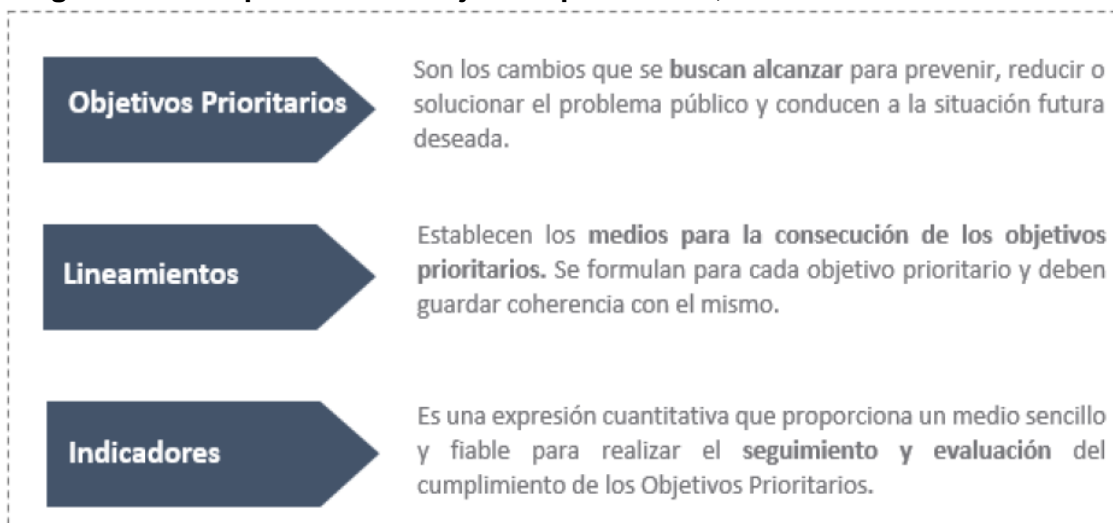 Objetivos Prioritarios
Son los cambios que se buscan alcanzar para prevenir, reducir o
solucionar el problema público y conducen a la situación futura
deseada.
Lineamientos
Establecen los medios para la consecución de los objetivos
prioritarios. Se formulan para cada objetivo prioritario y deben
guardar coherencia con el mismo.
Indicadores
Es una expresión cuantitativa que proporciona un medio sencillo
y fiable para realizar el seguimiento y evaluación del
cumplimiento de los Objetivos Prioritarios.